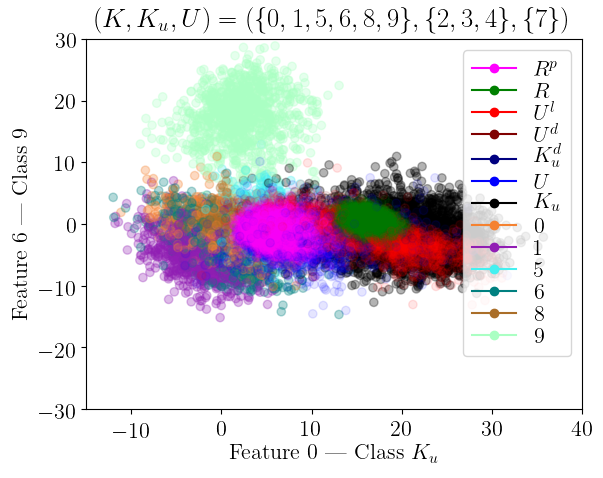 (K, K_u, U) = ({0, 1, 5, 6, 8, 9}, {2, 3, 4}, {7})
30
20
10
0
−10
−20
−30
Feature 6 — Class 9
R^p
R
U^l
U^d
K_u^d
U
K_u
0
1
5
6
8
9
−10 0 10 20 30 40
Feature 0 — Class K_u